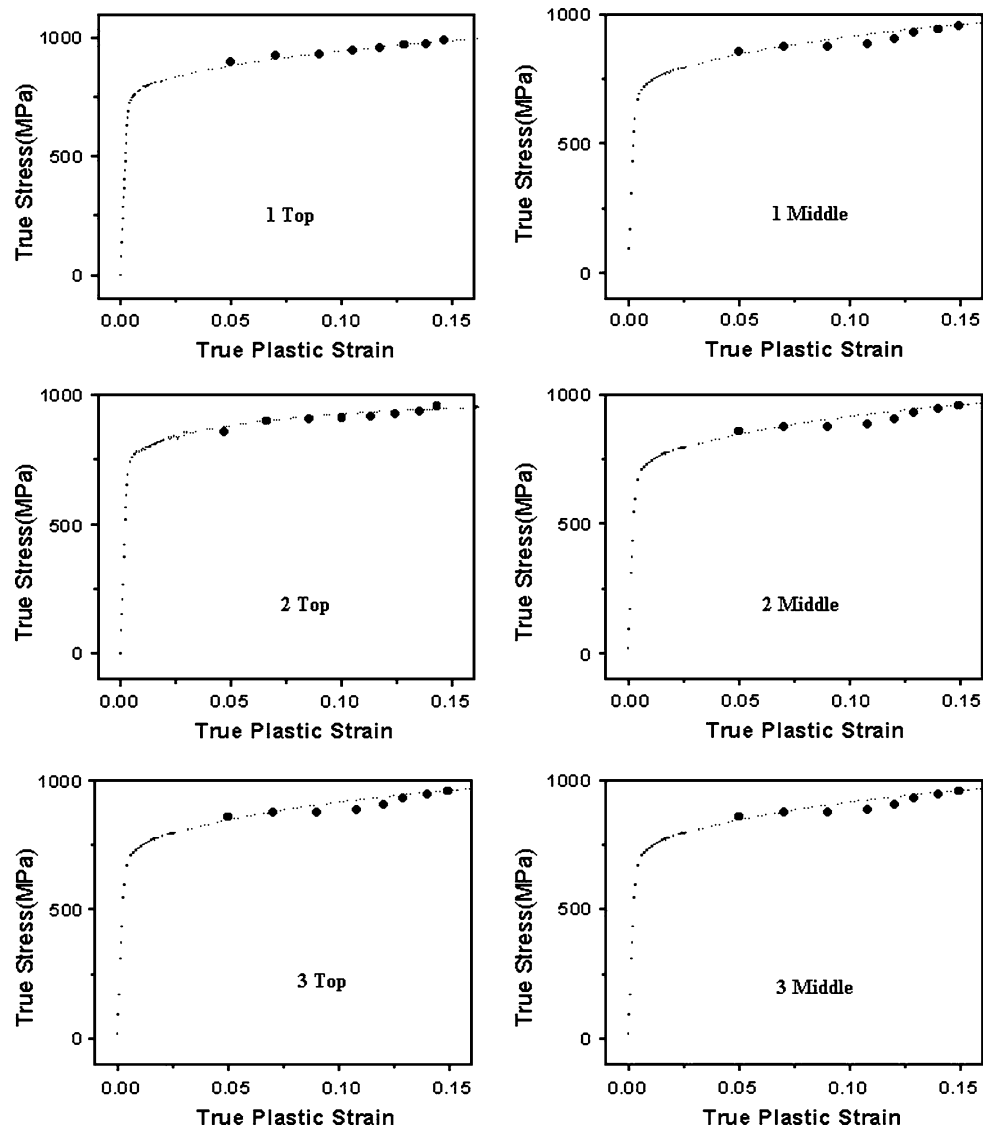 1000
500
0
True Stress(MPa)
1 Top
0.00 0.05 0.10 0.15
True Plastic Strain
1000
500
0
True Stress(MPa)
1 Middle
0.00 0.05 0.10 0.15
True Plastic Strain
1000
500
0
True Stress(MPa)
2 Top
0.00 0.05 0.10 0.15
True Plastic Strain
1000
500
0
True Stress(MPa)
2 Middle
0.00 0.05 0.10 0.15
True Plastic Strain
1000
500
0
True Stress(MPa)
3 Top
0.00 0.05 0.10 0.15
True Plastic Strain
1000
500
0
True Stress(MPa)
3 Middle
0.00 0.05 0.10 0.15
True Plastic Strain